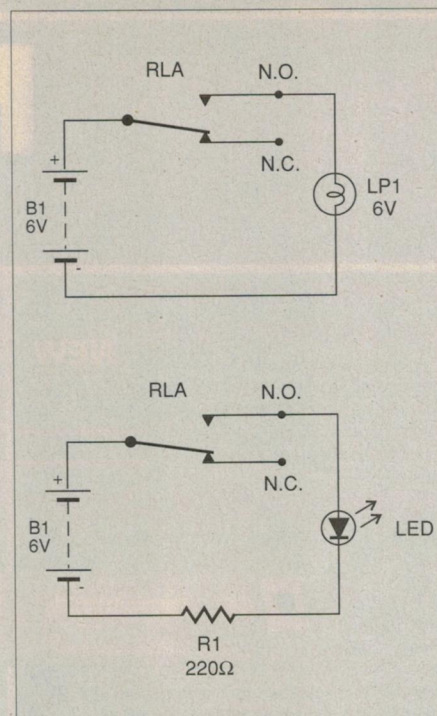 RLA
N.O.
N.C.
+
B1
6V
-
LP1
6V
RLA
N.O.
N.C.
+
B1
6V
-
LED
R1
220Ω